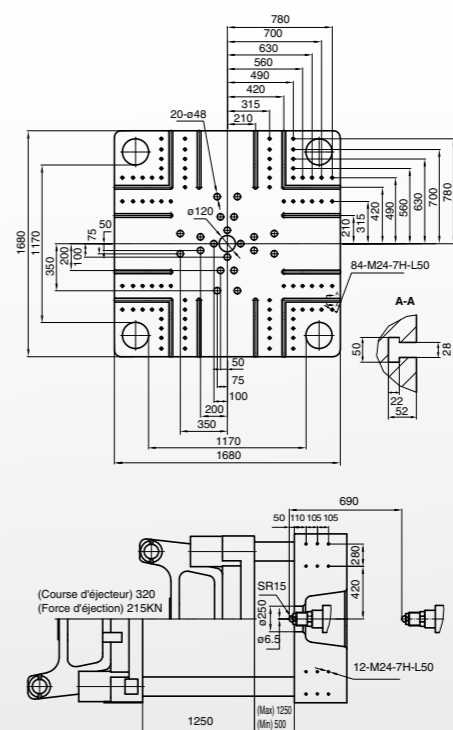 780
700
630
560
490
420
315
210
20-ø48
ø120
1680
1170
350
200
100
75
50
210
315
420
490
560
630
700
780
84-M24-7H-L50
A-A
50
28
22
52
50
75
100
200
350
1170
1680
690
50 110 105 105
280
420
SR15
ø250
ø6.5
(Course d'éjecteur) 320
(Force d'éjection) 215KN
12-M24-7H-L50
1250
(Max) 1250
(Min) 500